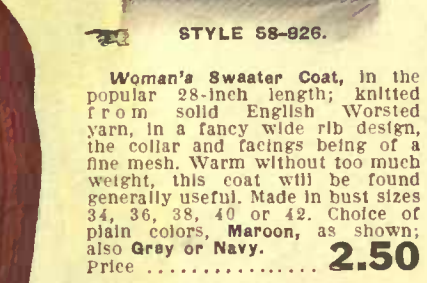 STYLE S8-926.
Woman's Sweater Coat, in the
popular 28-inch length; knitted
from solid English Worsted
yarn, in a fancy wide rib design,
the collar and facings being of a
fine mesh. Warm without too much
weight, this coat will be found
generally useful. Made in bust sizes
34, 36, 38, 40 or 42. Choice of
plain colors, Maroon, as shown;
also Gray or Navy.
Price ................ 2.50